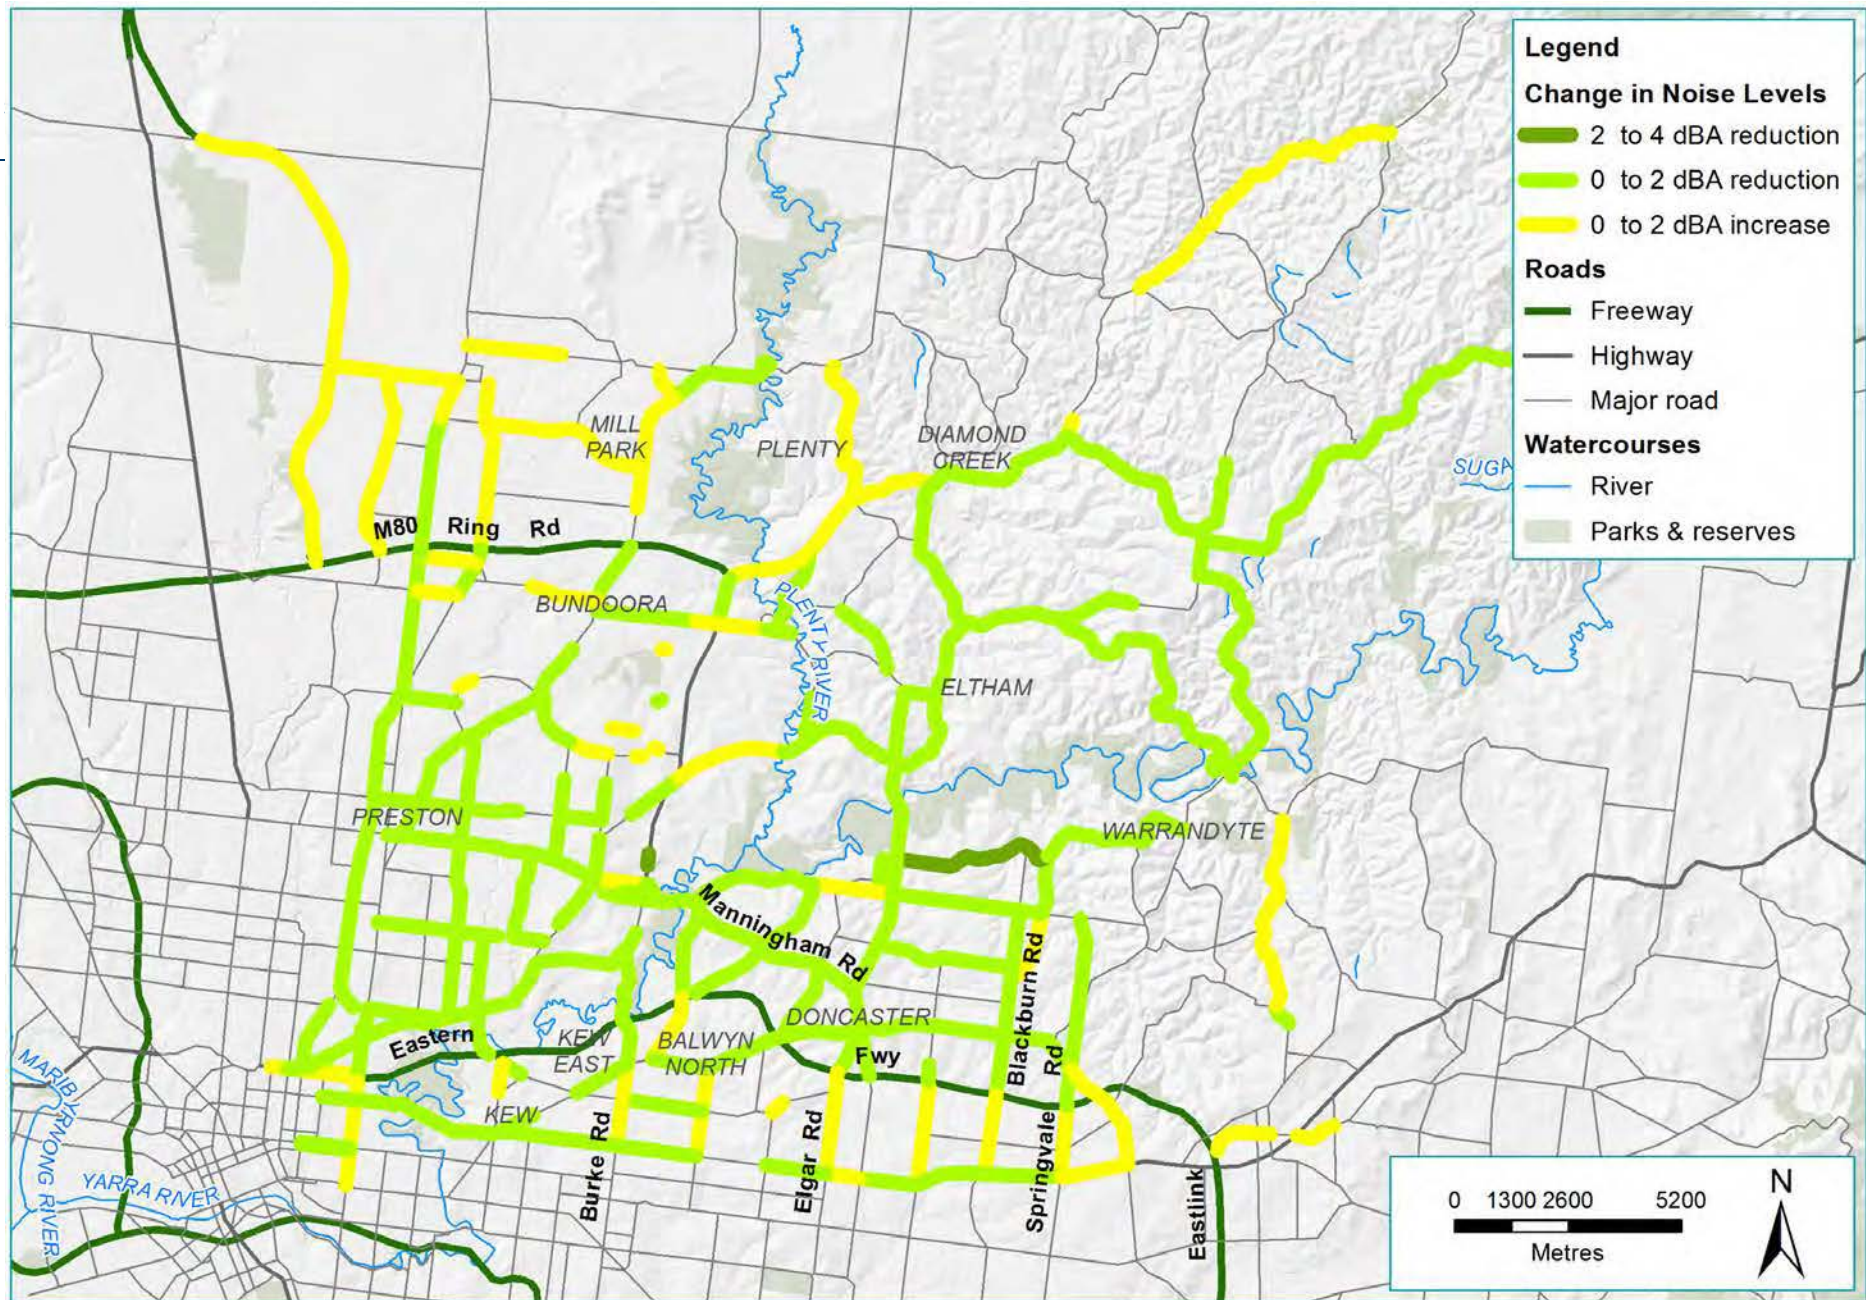 Legend
Change in Noise Levels
2 to 4 dBA reduction
0 to 2 dBA reduction
0 to 2 dBA increase
Roads
Freeway
Highway
Major road
Watercourses
River
Parks & reserves
MILL
PARK
PLENTY
DIAMOND
CREEK
SUGA
M80 Ring Rd
BUNDOORA
PLENTY RIVER
ELTHAM
PRESTON
WARRANDYTE
Manningham Rd
Blackburn Rd
DONCASTER
Eastern
Fwy
KEW
EAST
BALWYN
NORTH
KEW
Burke Rd
Elgar Rd
Springvale Rd
Eastlink
MARIBYRNONG RIVER
YARRA RIVER
0 1300 2600 5200
Metres
N